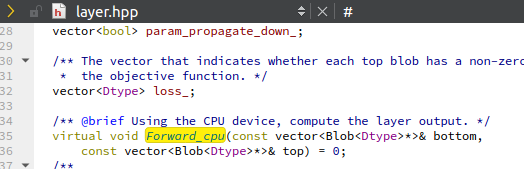 layer.hpp #
28 vector<bool> param_propagate_down_;
29
30 /** The vector that indicates whether each top blob has a non-zero
31 * the objective function. */
32 vector<Dtype> loss_;
33
34 /** @brief Using the CPU device, compute the layer output. */
35 virtual void Forward_cpu(const vector<Blob<Dtype>*>& bottom,
36 const vector<Blob<Dtype>*>& top) = 0;
37 /**